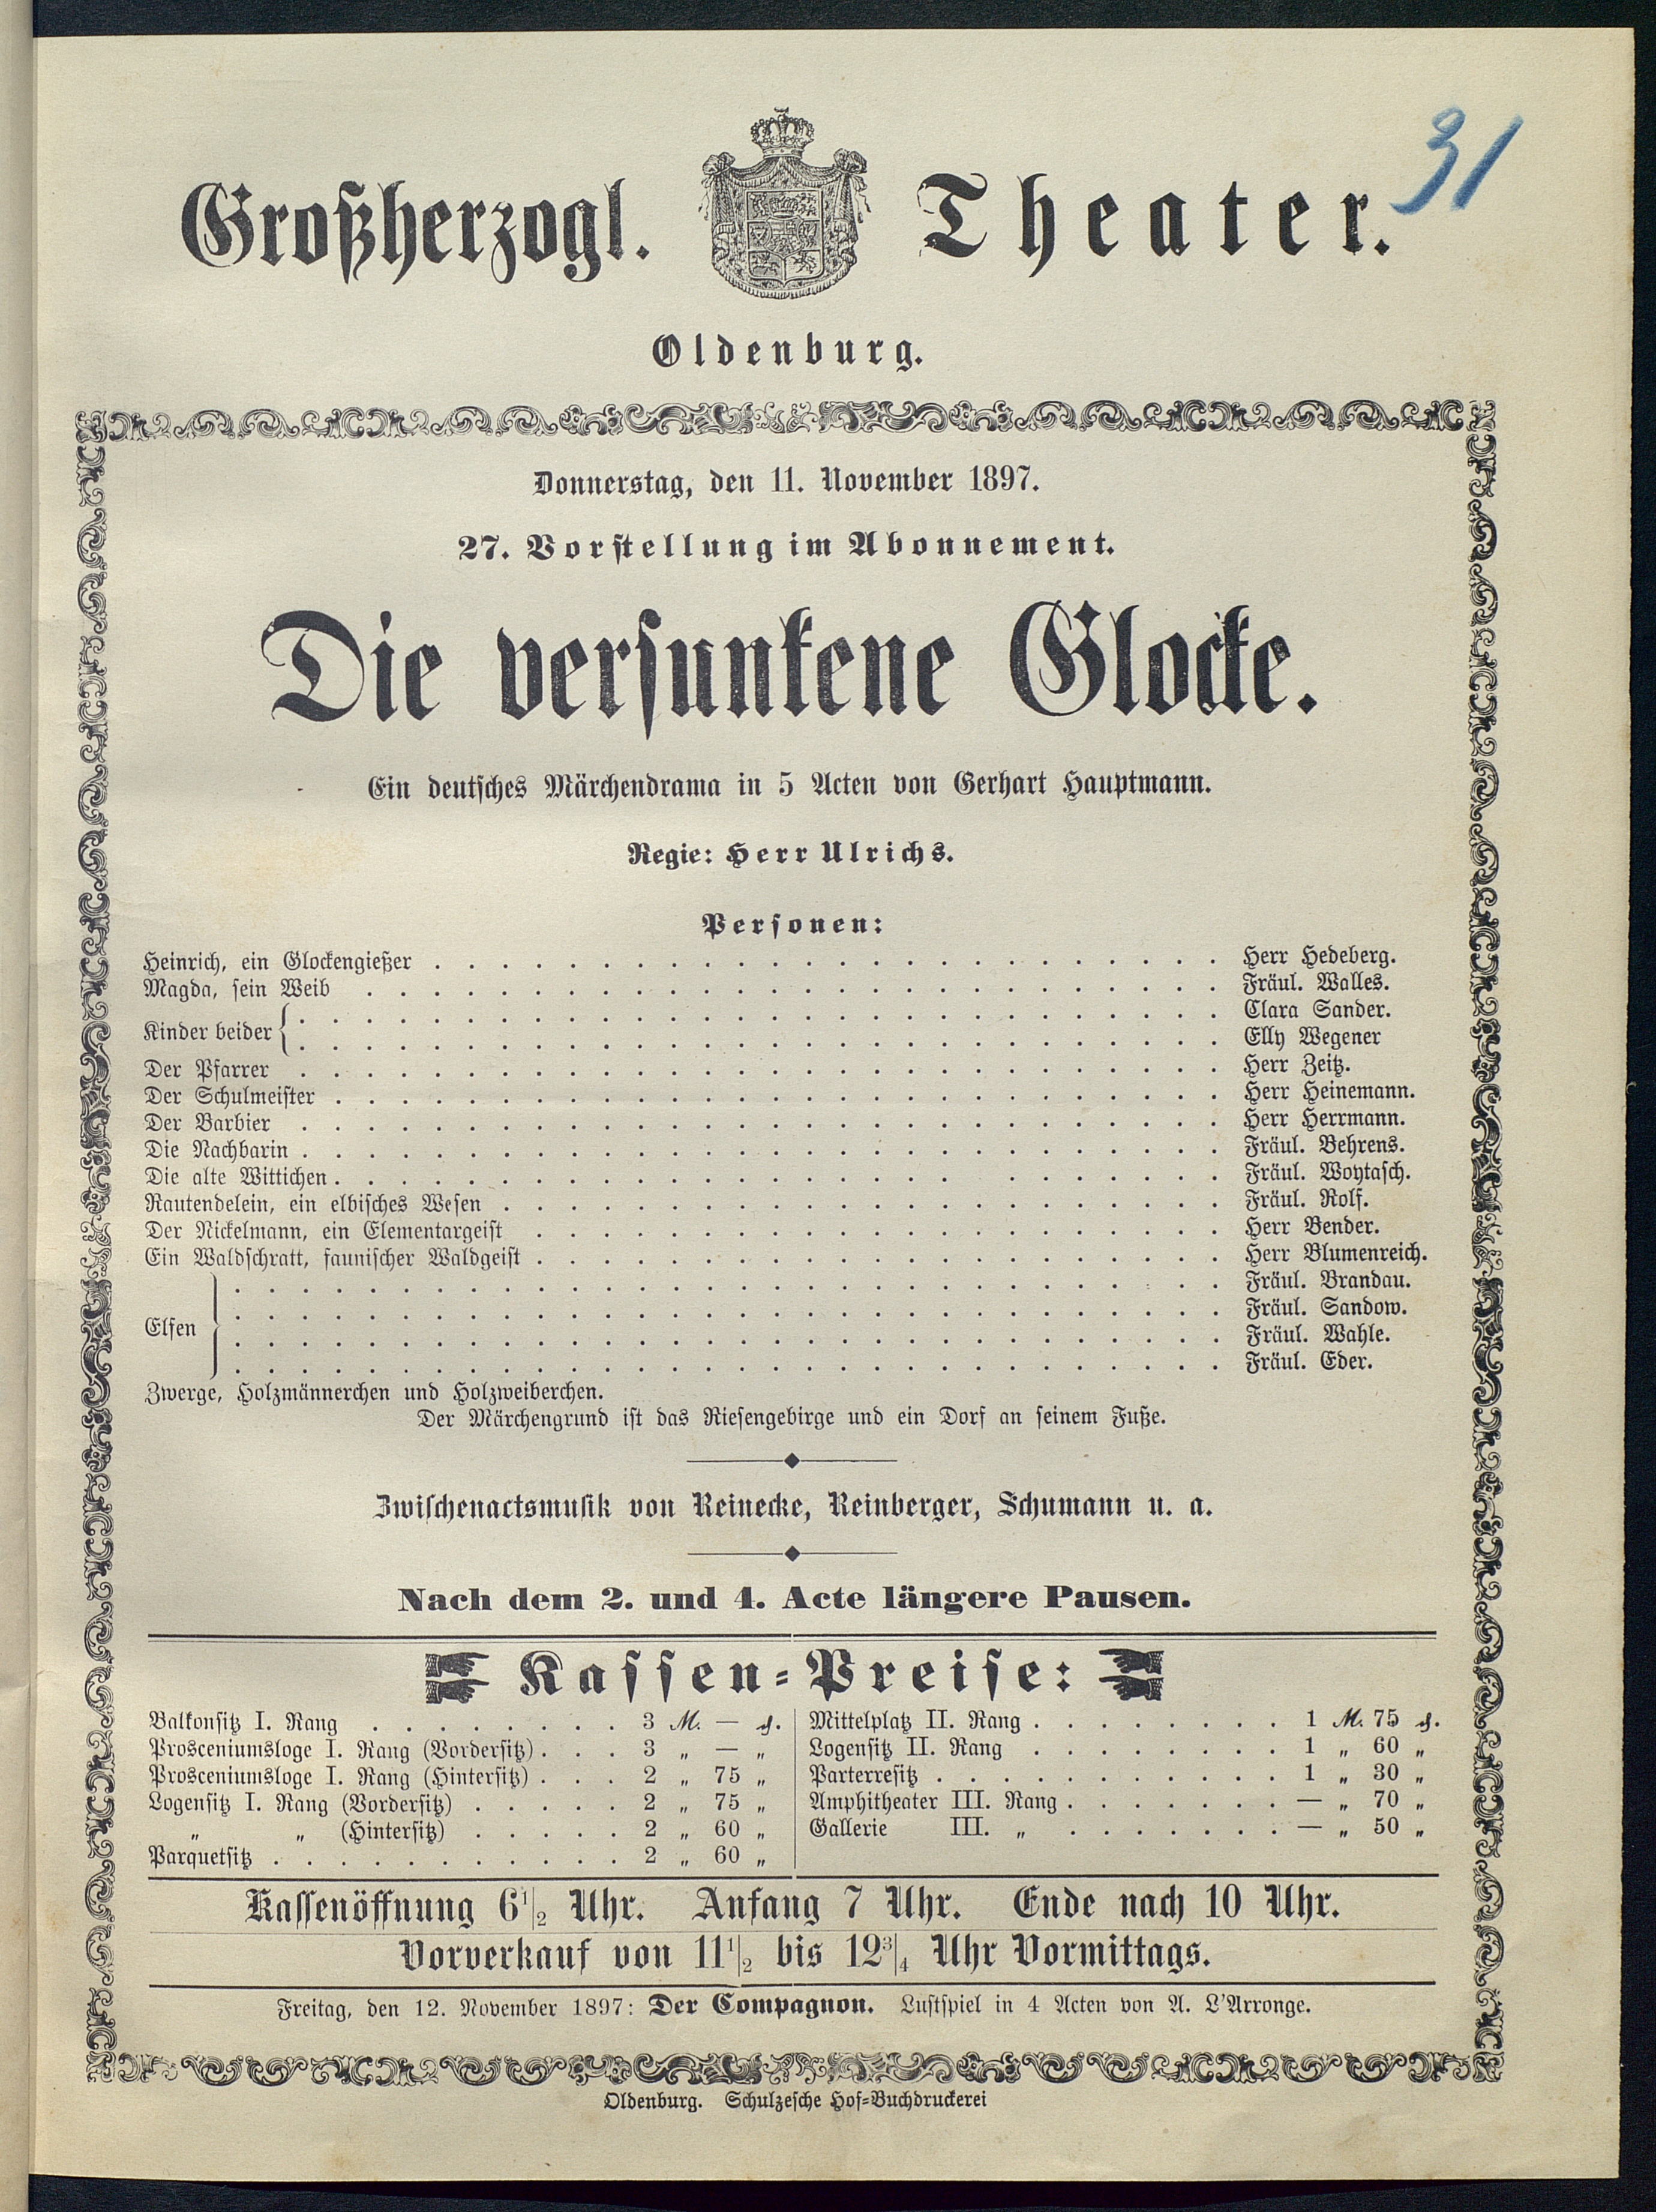 31
Großherzogl. Theater.
Oldenburg.
Donnerstag, den 11. November 1897.
27. Vorstellung im Abonnement.
Die versunkene Glocke.
Ein deutsches Märchendrama in 5 Acten von Gerhart Hauptmann.
Regie: Herr Ulrichs.
Personen:
Heinrich, ein Glockengießer . . . . . Herr Hedeberg.
Magda, sein Weib . . . . . Fräul. Walles.
Kinder beider { . . . . . Clara Sander.
. . . . . Elly Wegener
Der Pfarrer . . . . . Herr Zeitz.
Der Schulmeister . . . . . Herr Heinemann.
Der Barbier . . . . . Herr Herrmann.
Die Nachbarin . . . . . Fräul. Behrens.
Die alte Wittichen . . . . . Fräul. Woytasch.
Rautendelein, ein elbisches Wesen . . . . . Fräul. Rolf.
Der Nickelmann, ein Elementargeist . . . . . Herr Bender.
Ein Waldschratt, faunischer Waldgeist . . . . . Herr Blumenreich.
Elfen } . . . . . Fräul. Brandau.
. . . . . Fräul. Sandow.
. . . . . Fräul. Wahle.
. . . . . Fräul. Eder.
Zwerge, Holzmännerchen und Holzweiberchen.
Der Märchengrund ist das Riesengebirge und ein Dorf an seinem Fuße.
Zwischenactsmusik von Reinecke, Reinberger, Schumann u. a.
Nach dem 2. und 4. Acte längere Pausen.
Kassen-Preise:
Balkonsitz I. Rang . . . . . 3 M. — ₰.
Prosceniumsloge I. Rang (Vordersitz) . . . 3 „ — „
Prosceniumsloge I. Rang (Hintersitz) . . . 2 „ 75 „
Logensitz I. Rang (Vordersitz) . . . . . 2 „ 75 „
„ „ (Hintersitz) . . . . . 2 „ 60 „
Parquetsitz . . . . . 2 „ 60 „
Mittelplatz II. Rang . . . . . 1 M. 75 ₰.
Logensitz II. Rang . . . . . 1 „ 60 „
Parterresitz . . . . . 1 „ 30 „
Amphitheater III. Rang . . . . . — „ 70 „
Gallerie III. „ . . . . . — „ 50 „
Kassenöffnung 6 1/2 Uhr. Anfang 7 Uhr. Ende nach 10 Uhr.
Vorverkauf von 11 1/2 bis 12 3/4 Uhr Vormittags.
Freitag, den 12. November 1897: Der Compagnon. Lustspiel in 4 Acten von A. L'Arronge.
Oldenburg. Schulzesche Hof-Buchdruckerei